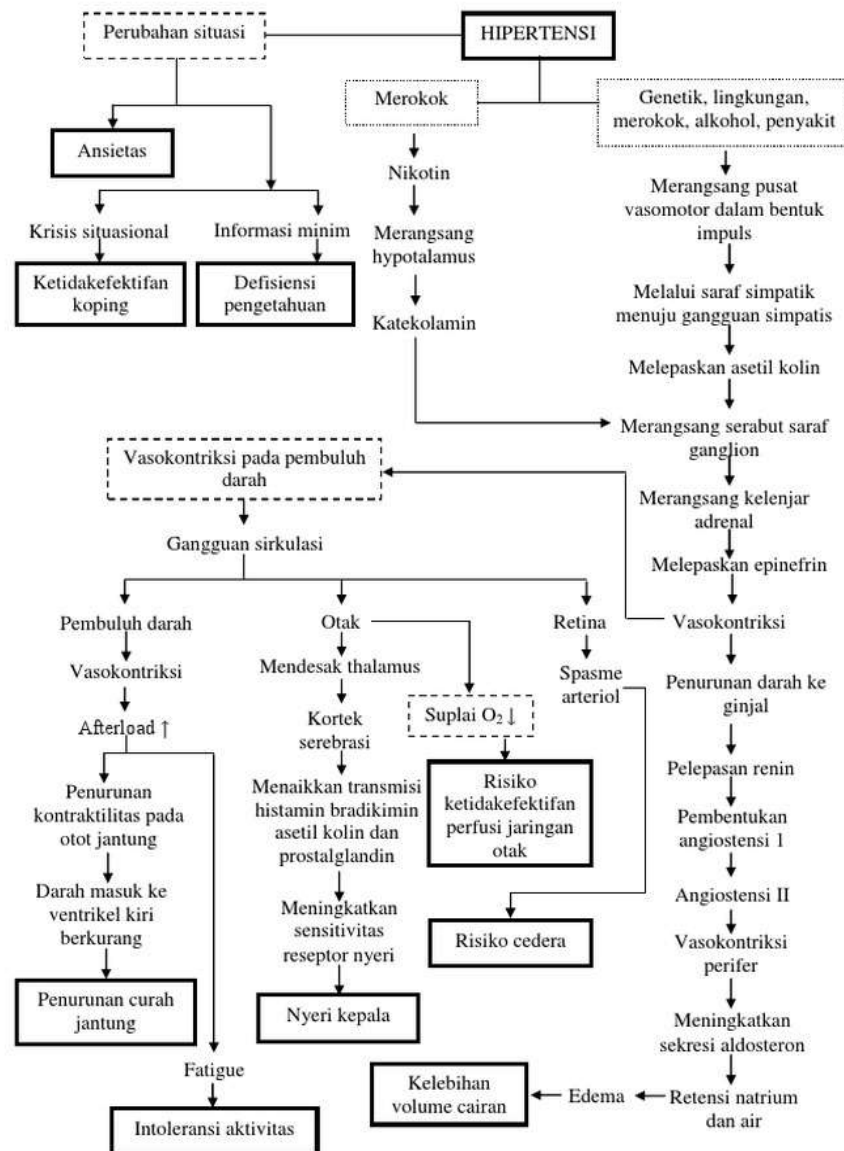 Perubahan situasi
HIPERTENSI
Merokok
Genetik, lingkungan,
merokok, alkohol, penyakit
Ansietas
Nikotin
Merangsang pusat
vasomotor dalam bentuk
impuls
Krisis situasional
Informasi minim
Merangsang
hypotalamus
Ketidakefektifan
koping
Defisiensi
pengetahuan
Melalui saraf simpatik
menuju gangguan simpatis
Katekolamin
Melepaskan asetil kolin
Merangsang serabut saraf
ganglion
Vasokontriksi pada pembuluh
darah
Merangsang kelenjar
adrenal
Gangguan sirkulasi
Melepaskan epinefrin
Pembuluh darah
Otak
Retina
Vasokontriksi
Vasokontriksi
Mendesak thalamus
Spasme
arteriol
Penurunan darah ke
ginjal
Afterload ↑
Kortek
serebrasi
Suplai O₂ ↓
Pelepasan renin
Penurunan
kontraktilitas pada
otot jantung
Menaikkan transmisi
histamin bradikimin
asetil kolin dan
prostalglandin
Risiko
ketidakefektifan
perfusi jaringan
otak
Pembentukan
angiostensi 1
Darah masuk ke
ventrikel kiri
berkurang
Meningkatkan
sensitivitas
reseptor nyeri
Risiko cedera
Angiostensi II
Vasokontriksi
perifer
Penurunan curah
jantung
Nyeri kepala
Meningkatkan
sekresi aldosteron
Fatigue
Kelebihan
volume cairan
Edema
Retensi natrium
dan air
Intoleransi aktivitas